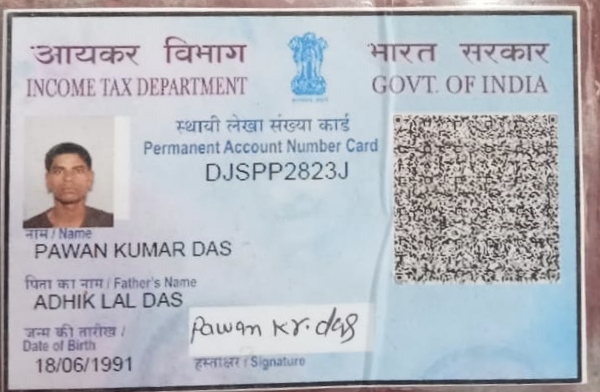 आयकर विभाग
भारत सरकार
INCOME TAX DEPARTMENT
GOVT. OF INDIA
स्थायी लेखा संख्या कार्ड
Permanent Account Number Card
DJSPP2823J
नाम / Name
PAWAN KUMAR DAS
पिता का नाम / Father's Name
ADHIK LAL DAS
जन्म की तारीख /
Date of Birth
18/06/1991
Pawan Kr. das
हस्ताक्षर / Signature